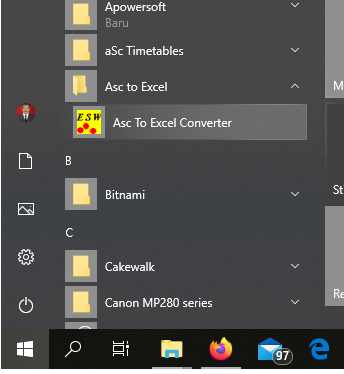 Apowersoft
Baru
aSc Timetables
Asc to Excel
ESW
Asc To Excel Converter
B
Bitnami
C
Cakewalk
Canon MP280 series
M
St
Re
97